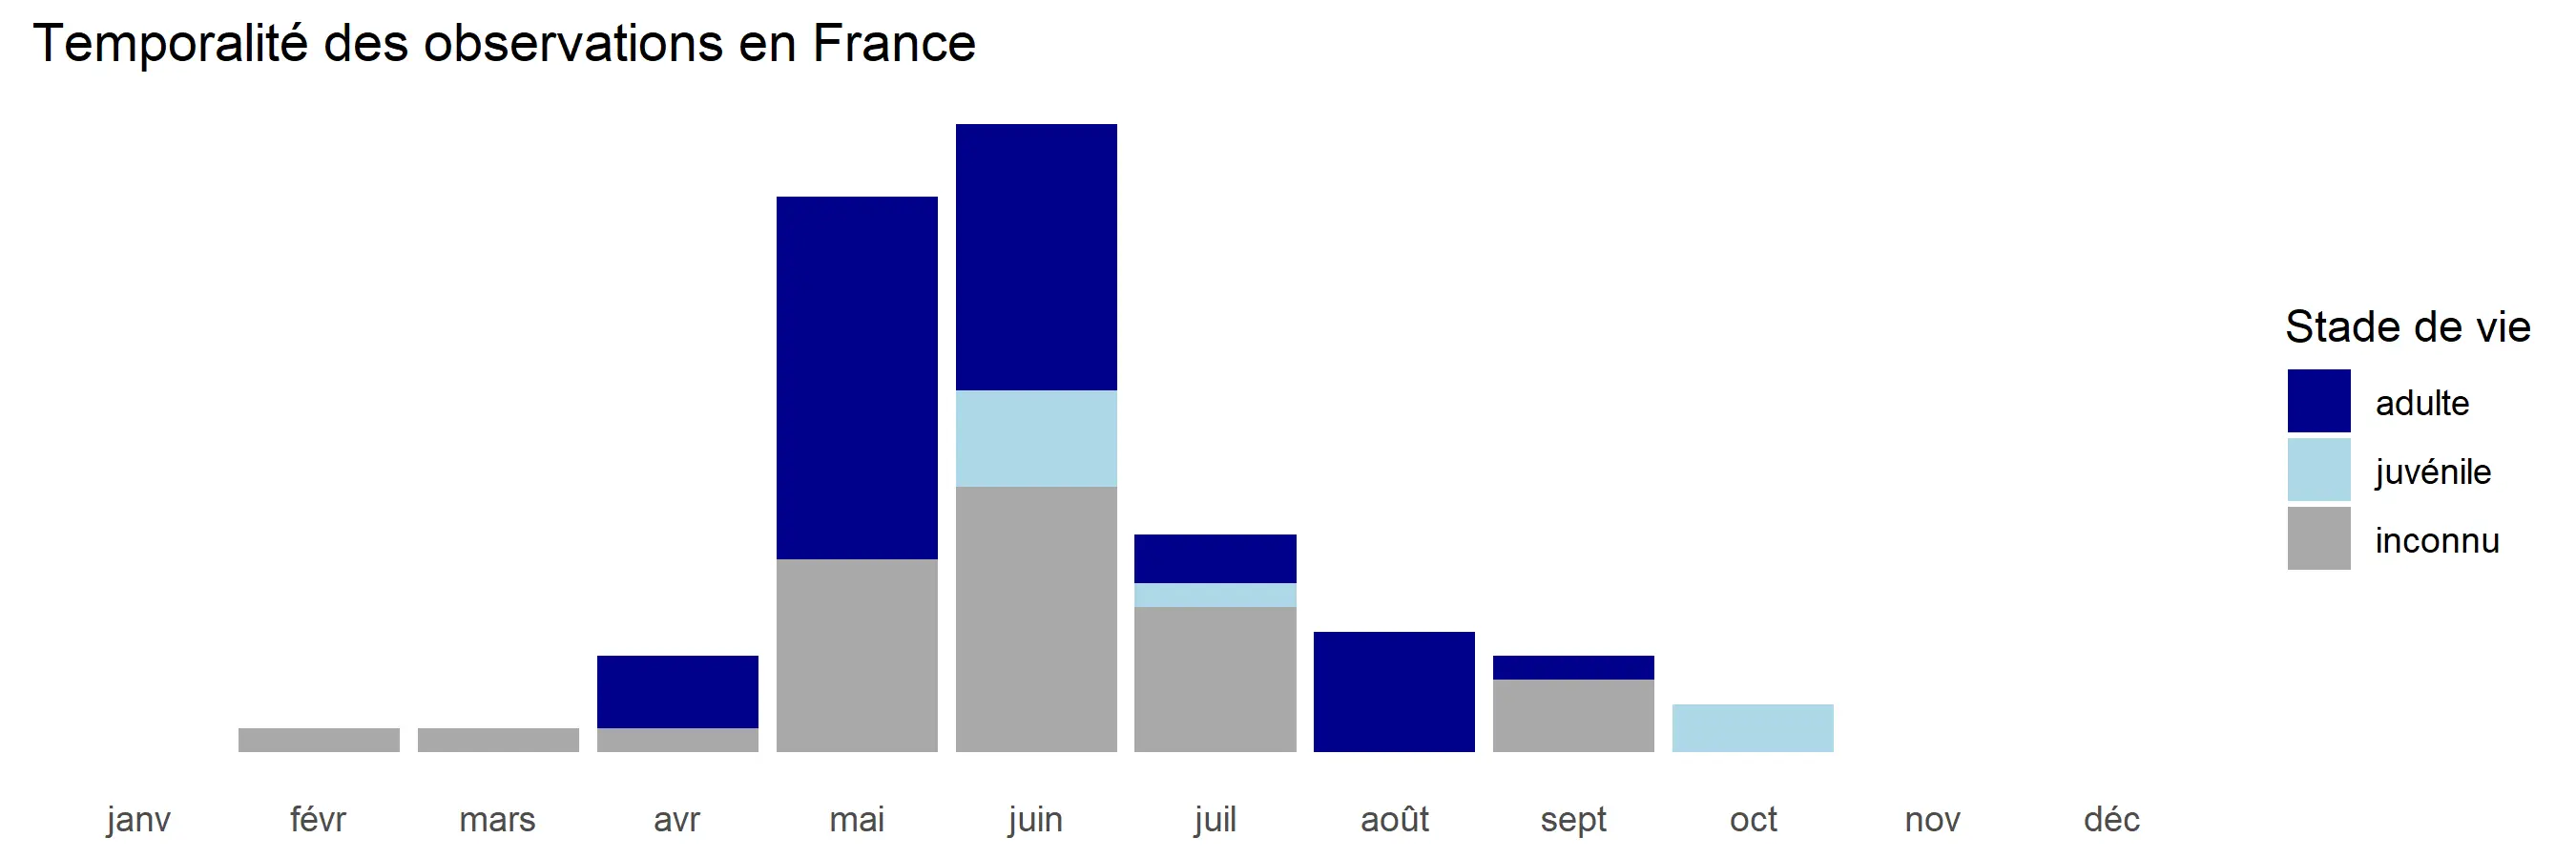 Temporalité des observations en France
Stade de vie
adulte
juvénile
inconnu
janv févr mars avr mai juin juil août sept oct nov déc